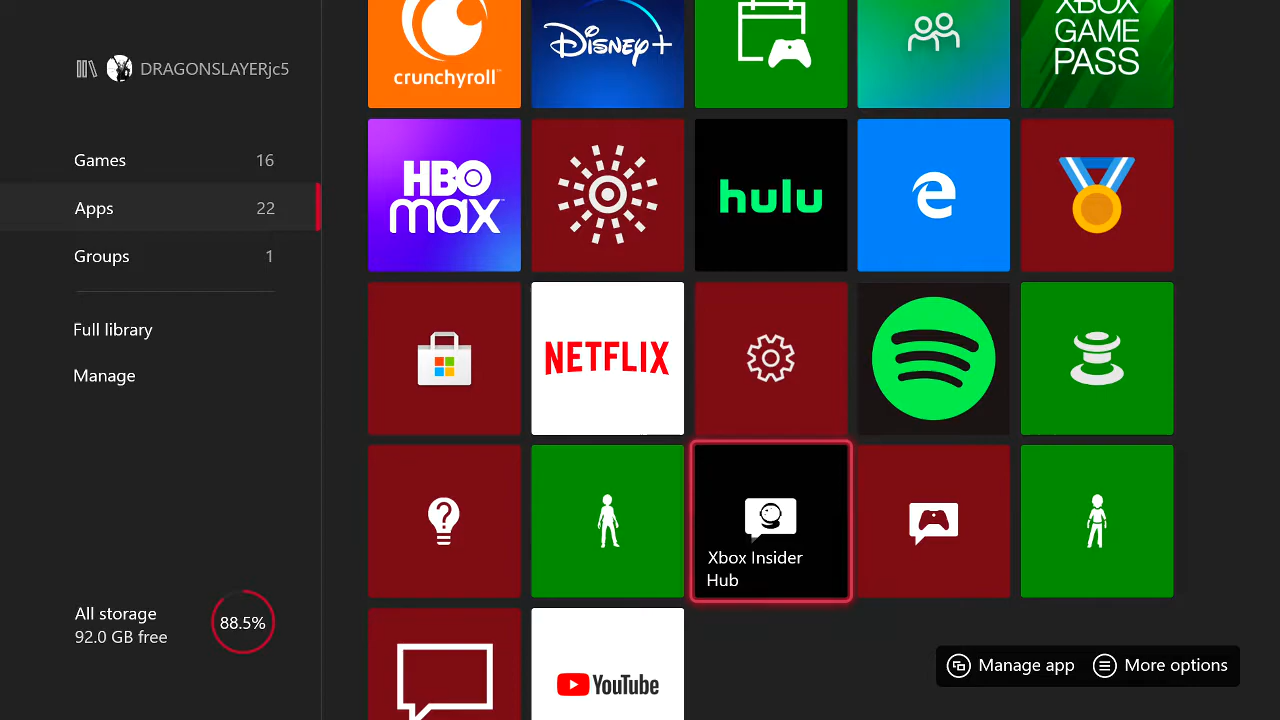 DRAGONSLAYERjc5
Games 16
Apps 22
Groups 1
Full library
Manage
All storage
92.0 GB free
88.5%
crunchyroll
Disney+
XBOX
GAME
PASS
HBO
max
hulu
NETFLIX
Xbox Insider
Hub
YouTube
Manage app
More options